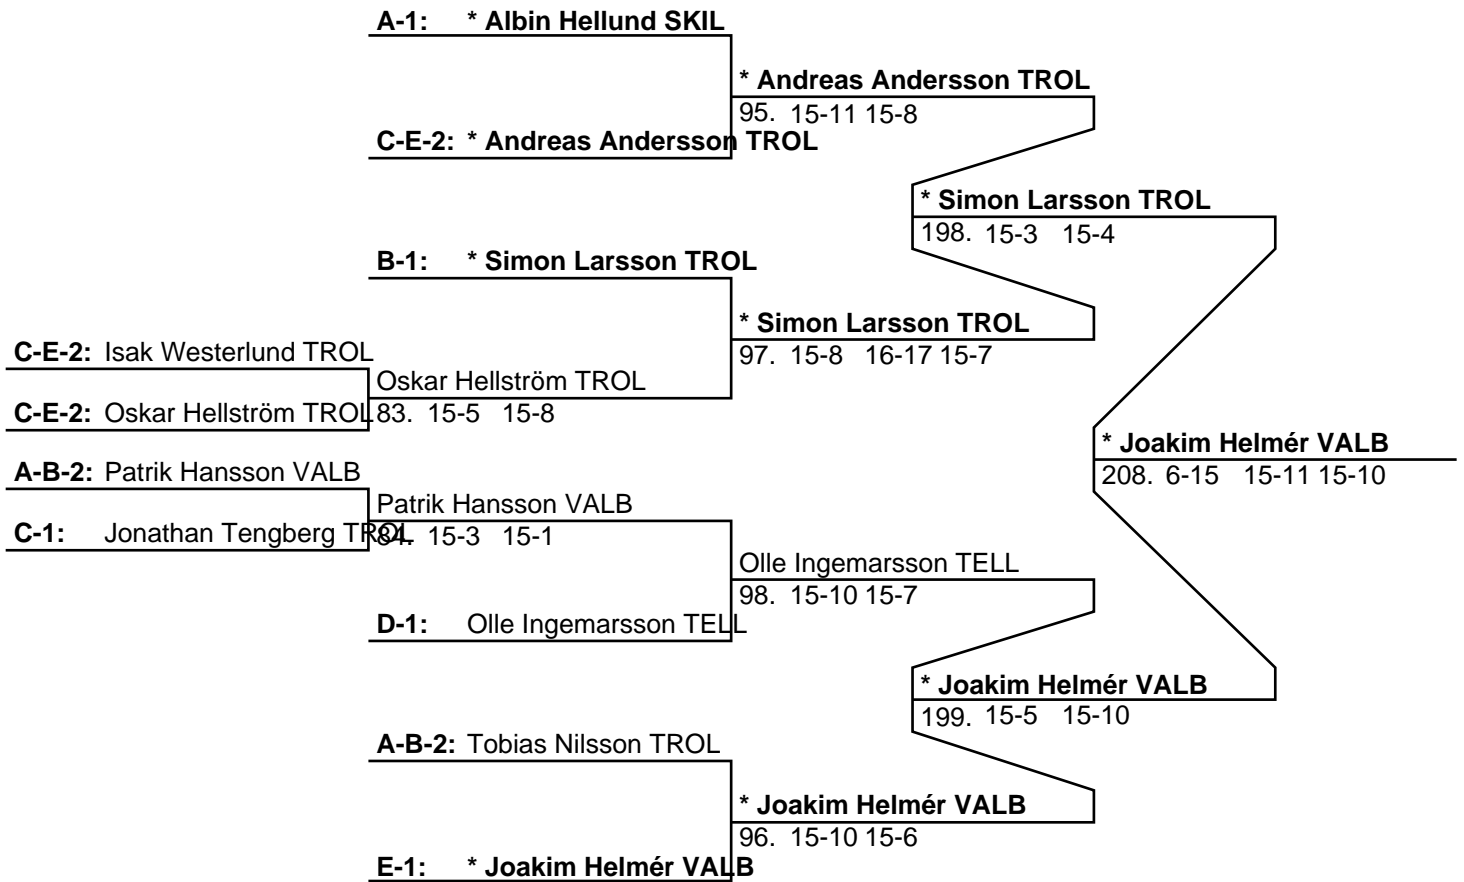 A-1: * Albin Hellund SKIL
* Andreas Andersson TROL
95. 15-11 15-8
C-E-2: * Andreas Andersson TROL
* Simon Larsson TROL
198. 15-3 15-4
B-1: * Simon Larsson TROL
* Simon Larsson TROL
97. 15-8 16-17 15-7
C-E-2: Isak Westerlund TROL
Oskar Hellström TROL
C-E-2: Oskar Hellström TROL
83. 15-5 15-8
* Joakim Helmér VALB
208. 6-15 15-11 15-10
A-B-2: Patrik Hansson VALB
Patrik Hansson VALB
C-1: Jonathan Tengberg TROL
84. 15-3 15-1
Olle Ingemarsson TELL
98. 15-10 15-7
D-1: Olle Ingemarsson TELL
* Joakim Helmér VALB
199. 15-5 15-10
A-B-2: Tobias Nilsson TROL
* Joakim Helmér VALB
96. 15-10 15-6
E-1: * Joakim Helmér VALB